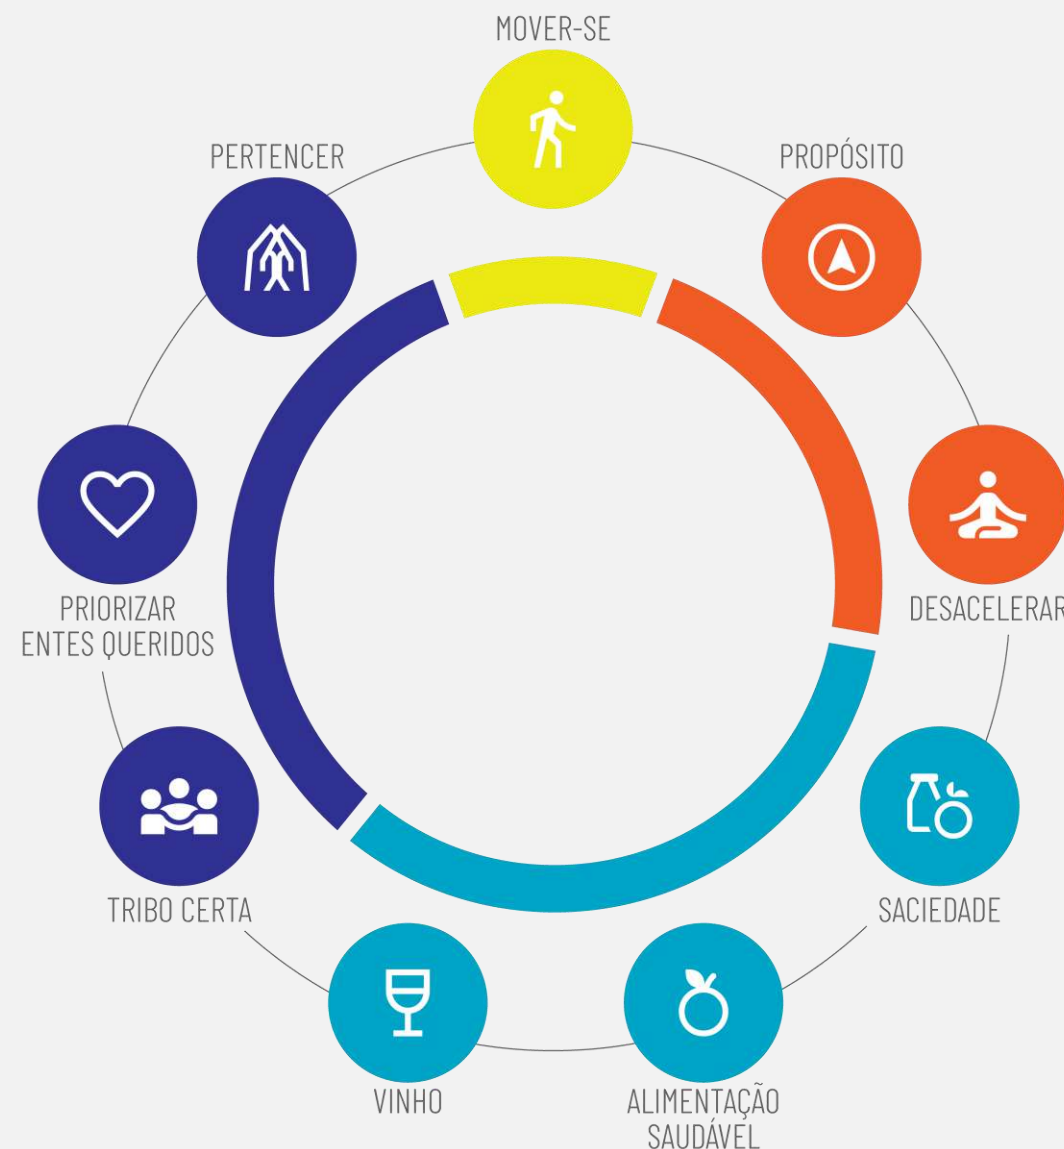 MOVER-SE
PROPÓSITO
DESACELERAR
SACIEDADE
ALIMENTAÇÃO
SAUDÁVEL
VINHO
TRIBO CERTA
PRIORIZAR
ENTES QUERIDOS
PERTENCER